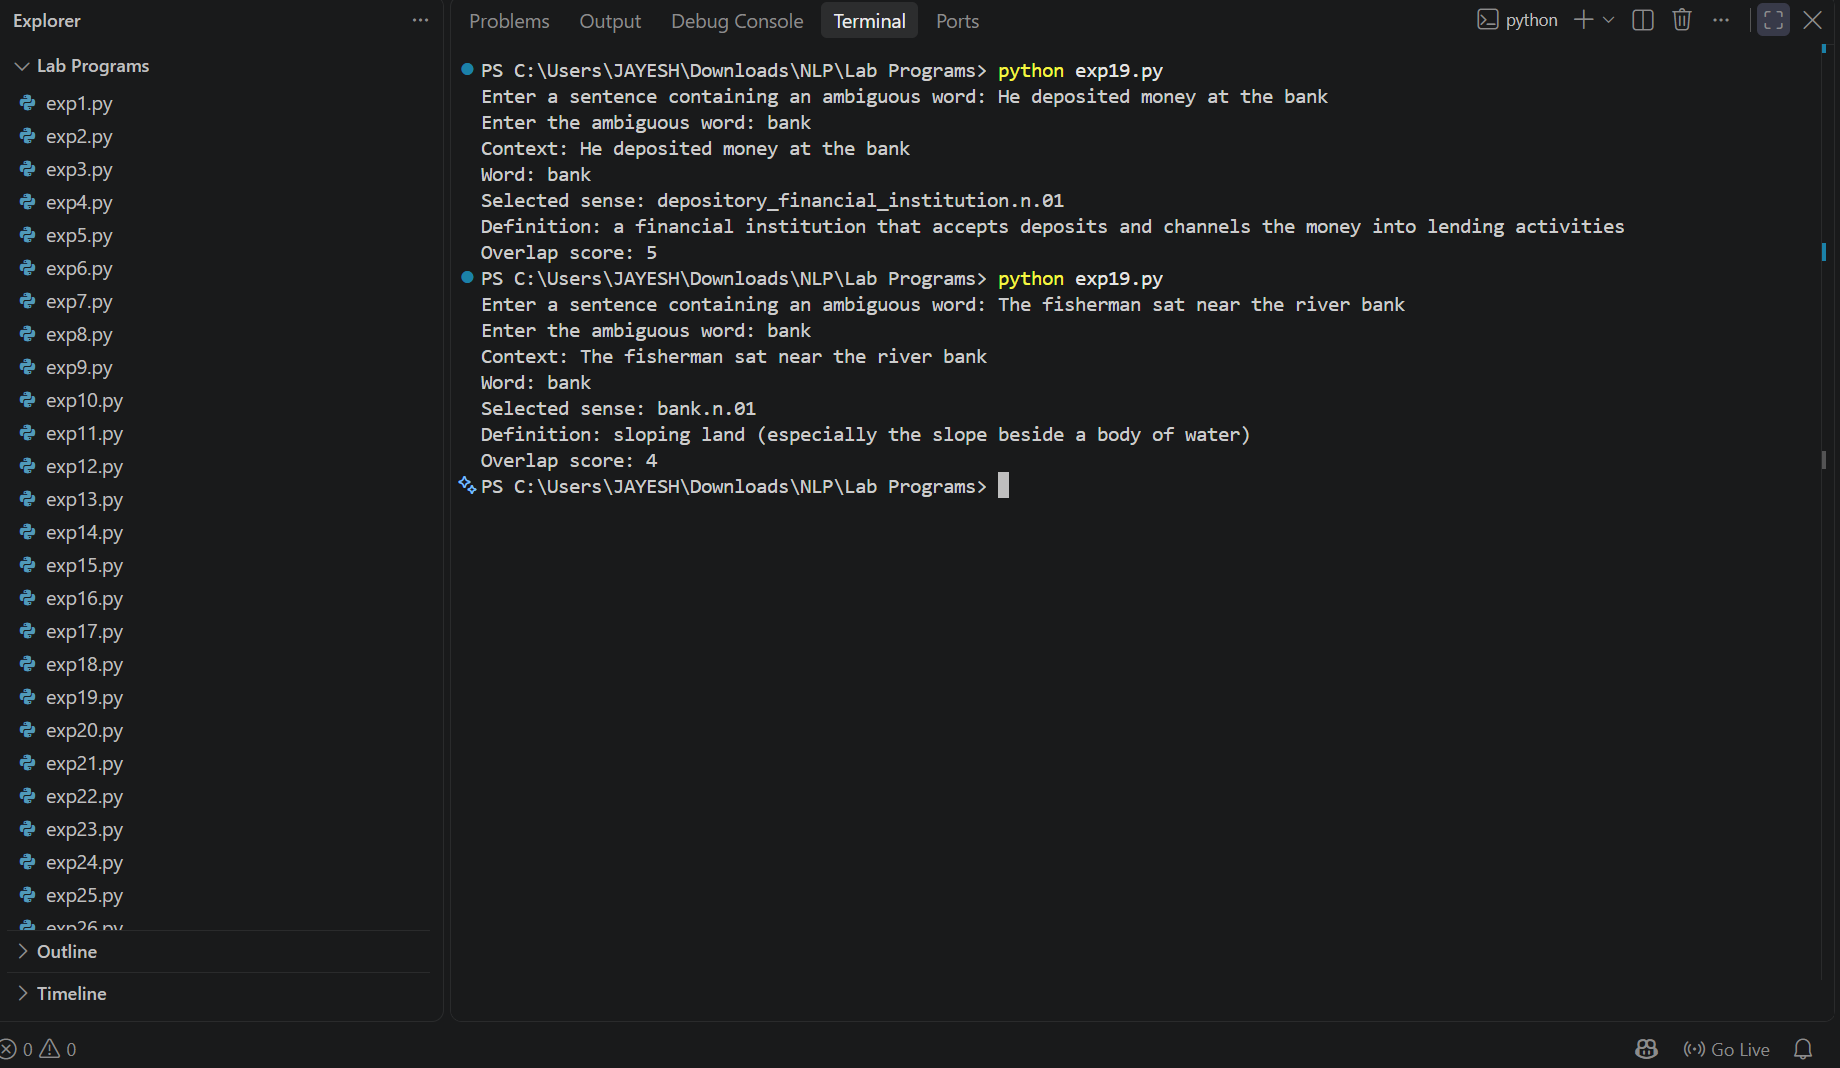 Explorer
Lab Programs
exp1.py
exp2.py
exp3.py
exp4.py
exp5.py
exp6.py
exp7.py
exp8.py
exp9.py
exp10.py
exp11.py
exp12.py
exp13.py
exp14.py
exp15.py
exp16.py
exp17.py
exp18.py
exp19.py
exp20.py
exp21.py
exp22.py
exp23.py
exp24.py
exp25.py
exp26.py
Outline
Timeline
Problems Output Debug Console Terminal Ports python
PS C:\Users\JAYESH\Downloads\NLP\Lab Programs> python exp19.py
Enter a sentence containing an ambiguous word: He deposited money at the bank
Enter the ambiguous word: bank
Context: He deposited money at the bank
Word: bank
Selected sense: depository_financial_institution.n.01
Definition: a financial institution that accepts deposits and channels the money into lending activities
Overlap score: 5
PS C:\Users\JAYESH\Downloads\NLP\Lab Programs> python exp19.py
Enter a sentence containing an ambiguous word: The fisherman sat near the river bank
Enter the ambiguous word: bank
Context: The fisherman sat near the river bank
Word: bank
Selected sense: bank.n.01
Definition: sloping land (especially the slope beside a body of water)
Overlap score: 4
PS C:\Users\JAYESH\Downloads\NLP\Lab Programs>
0 0 Go Live